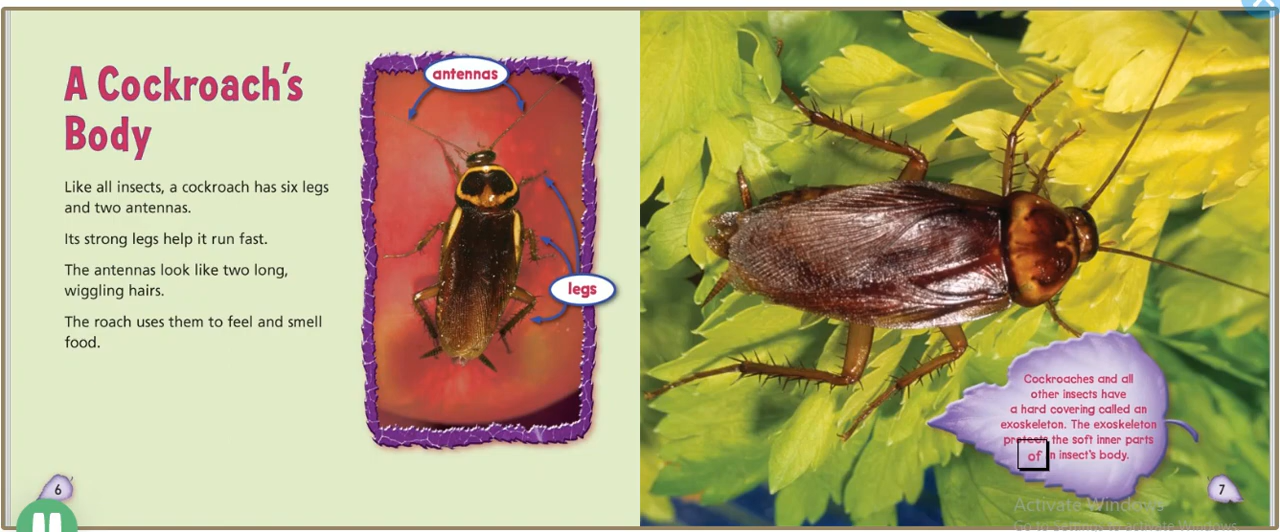 A Cockroach's
Body
Like all insects, a cockroach has six legs
and two antennas.
Its strong legs help it run fast.
The antennas look like two long,
wiggling hairs.
The roach uses them to feel and smell
food.
antennas
legs
6
Cockroaches and all
other insects have
a hard covering called an
exoskeleton. The exoskeleton
protects the soft inner parts
of an insect's body.
7
Activate Windows